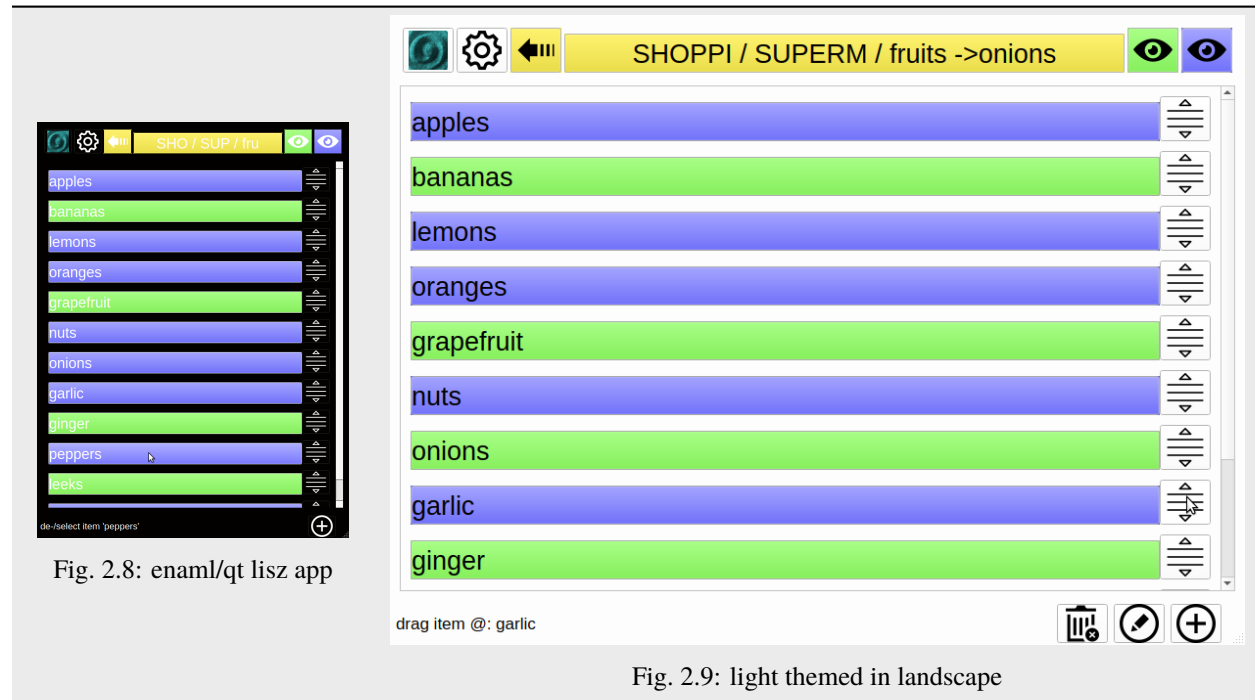 SHO / SUP / fru
apples
bananas
lemons
oranges
grapefruit
nuts
onions
garlic
ginger
peppers
leeks
de-/select item 'peppers'
Fig. 2.8: enaml/qt lisz app
SHOPPI / SUPERM / fruits ->onions
apples
bananas
lemons
oranges
grapefruit
nuts
onions
garlic
ginger
drag item @: garlic
Fig. 2.9: light themed in landscape